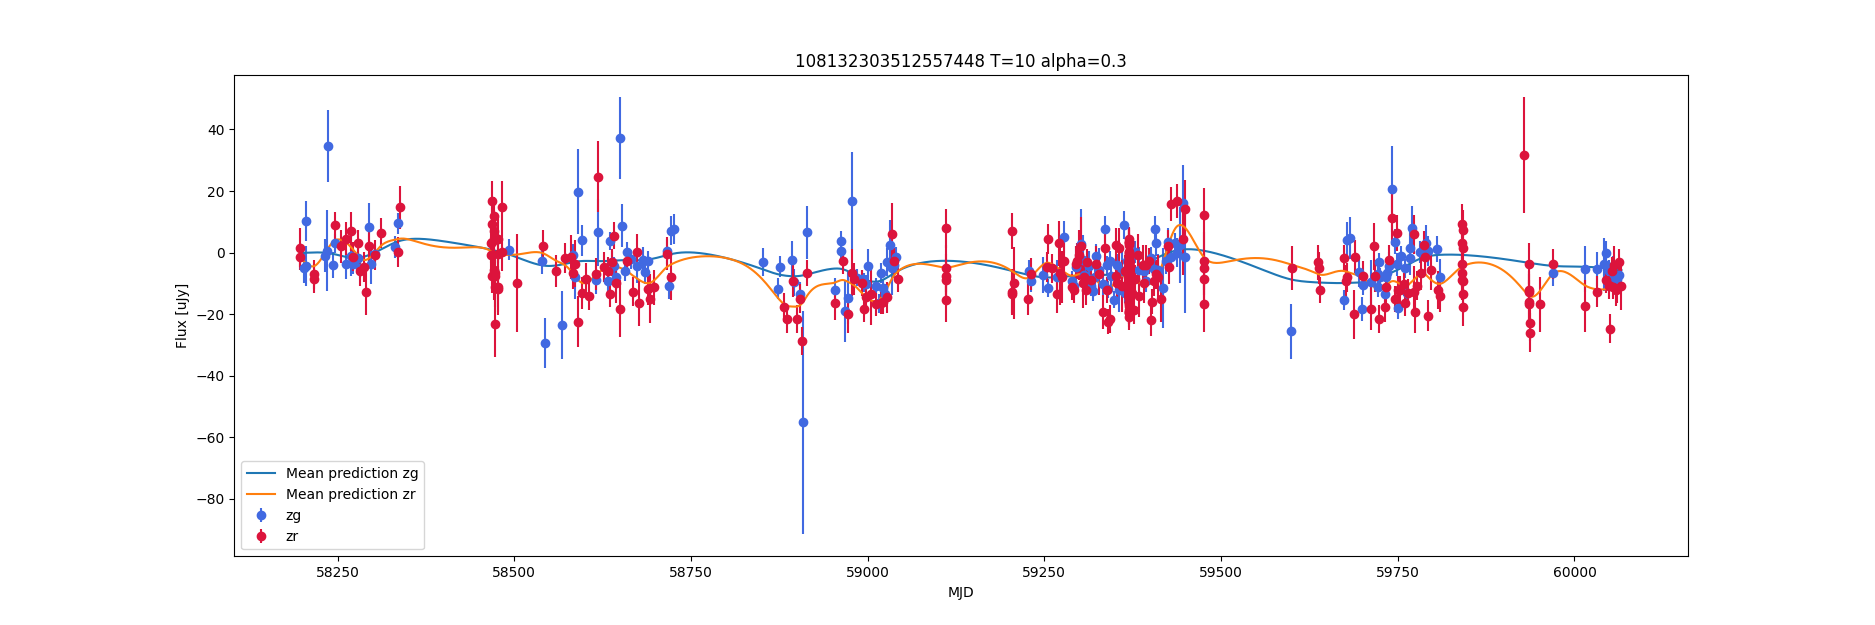 108132303512557448 T=10 alpha=0.3
Flux [uJy]
40
20
0
−20
−40
−60
−80
Mean prediction zg
Mean prediction zr
zg
zr
58250 58500 58750 59000 59250 59500 59750 60000
MJD